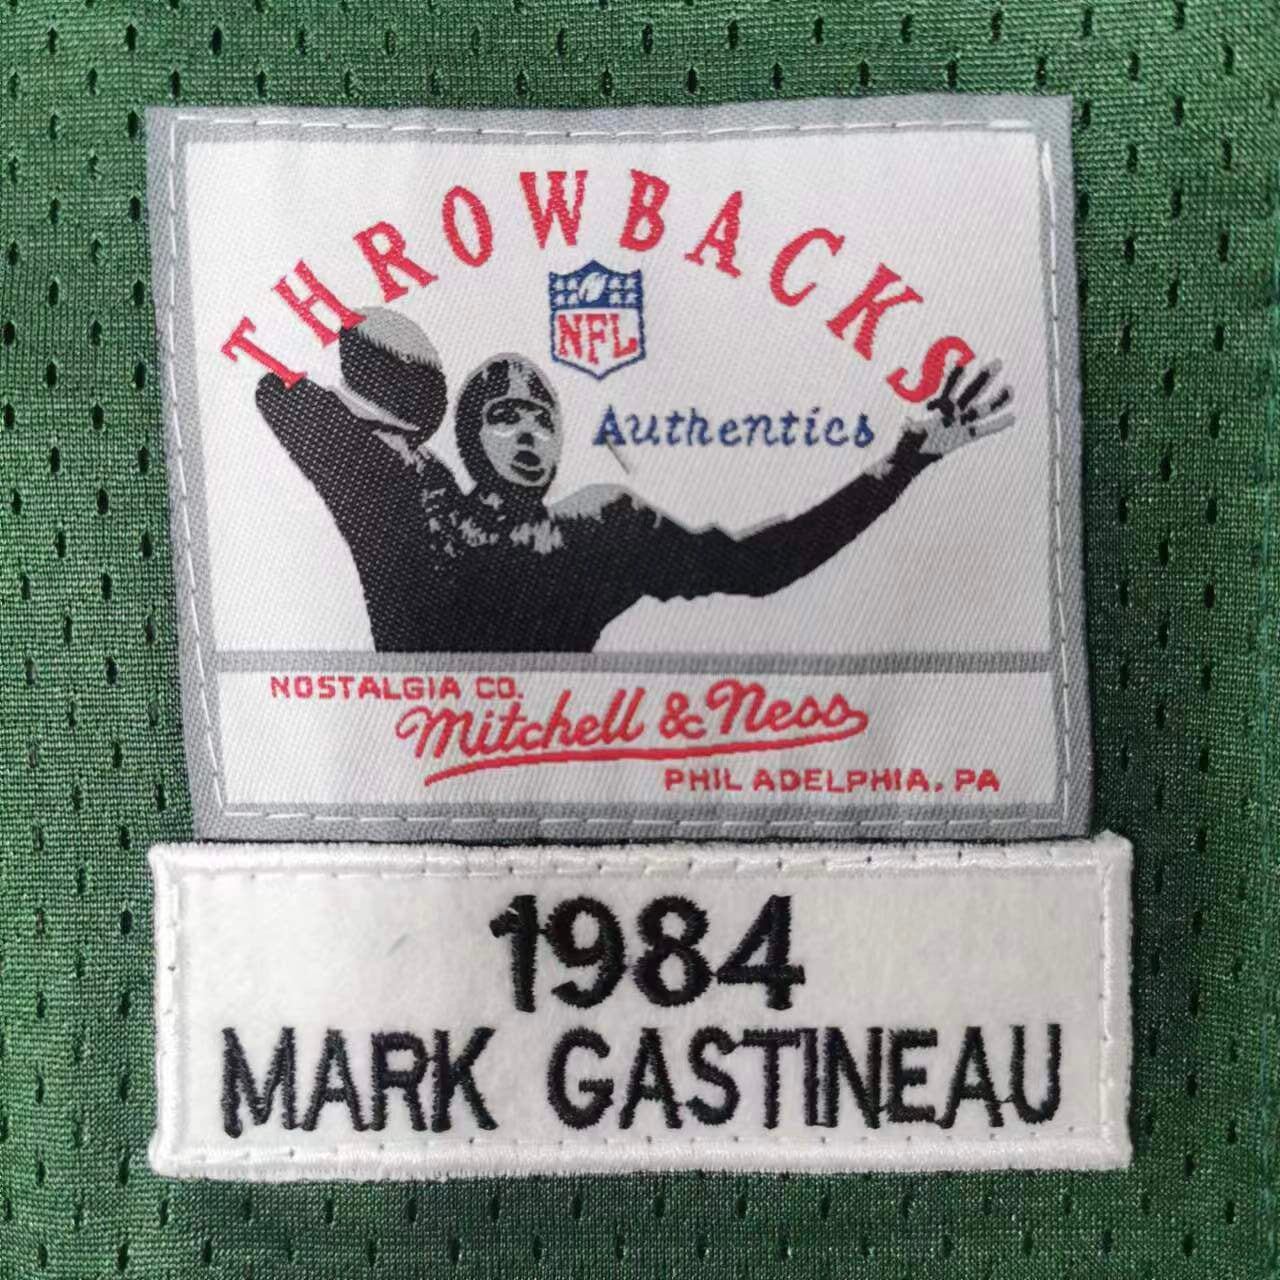 THROWBACKS
NFL
Authentics
NOSTALGIA CO.
Mitchell & Ness
PHILADELPHIA, PA
1984
MARK GASTINEAU